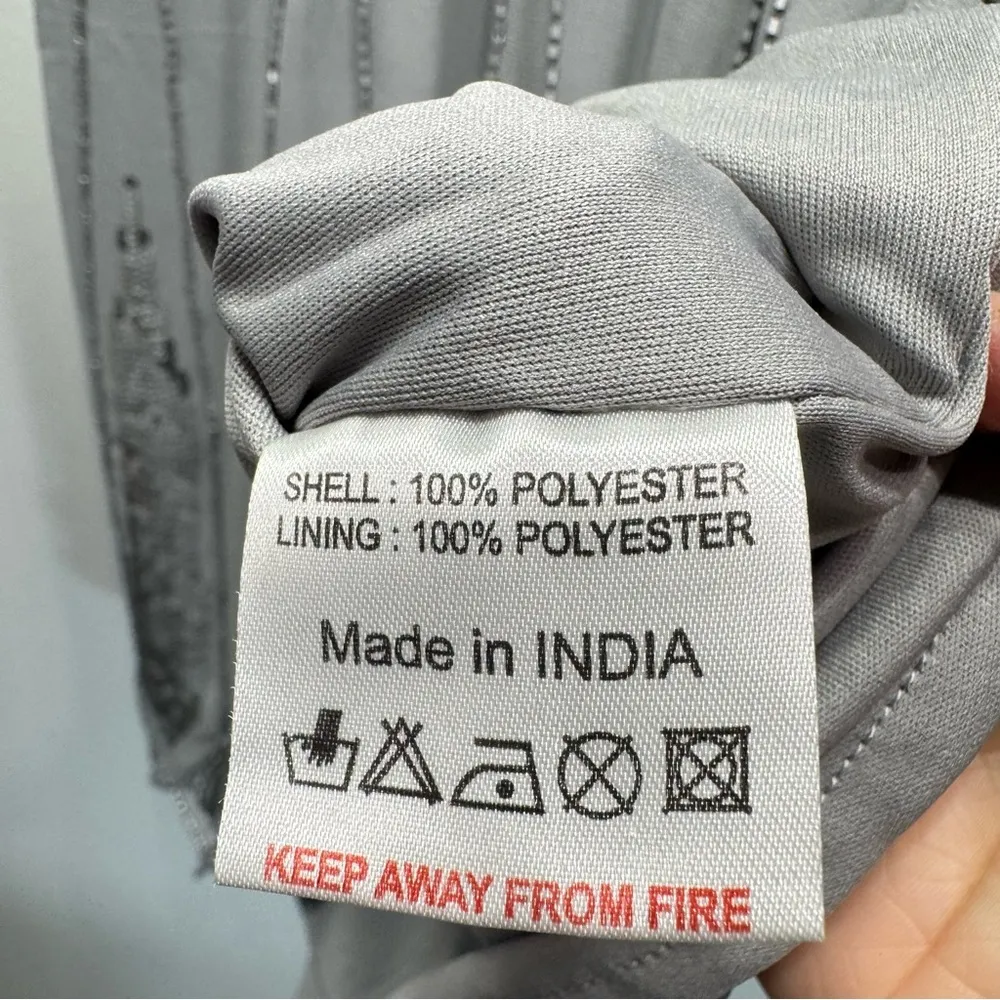 SHELL : 100% POLYESTER
LINING : 100% POLYESTER
Made in INDIA
KEEP AWAY FROM FIRE